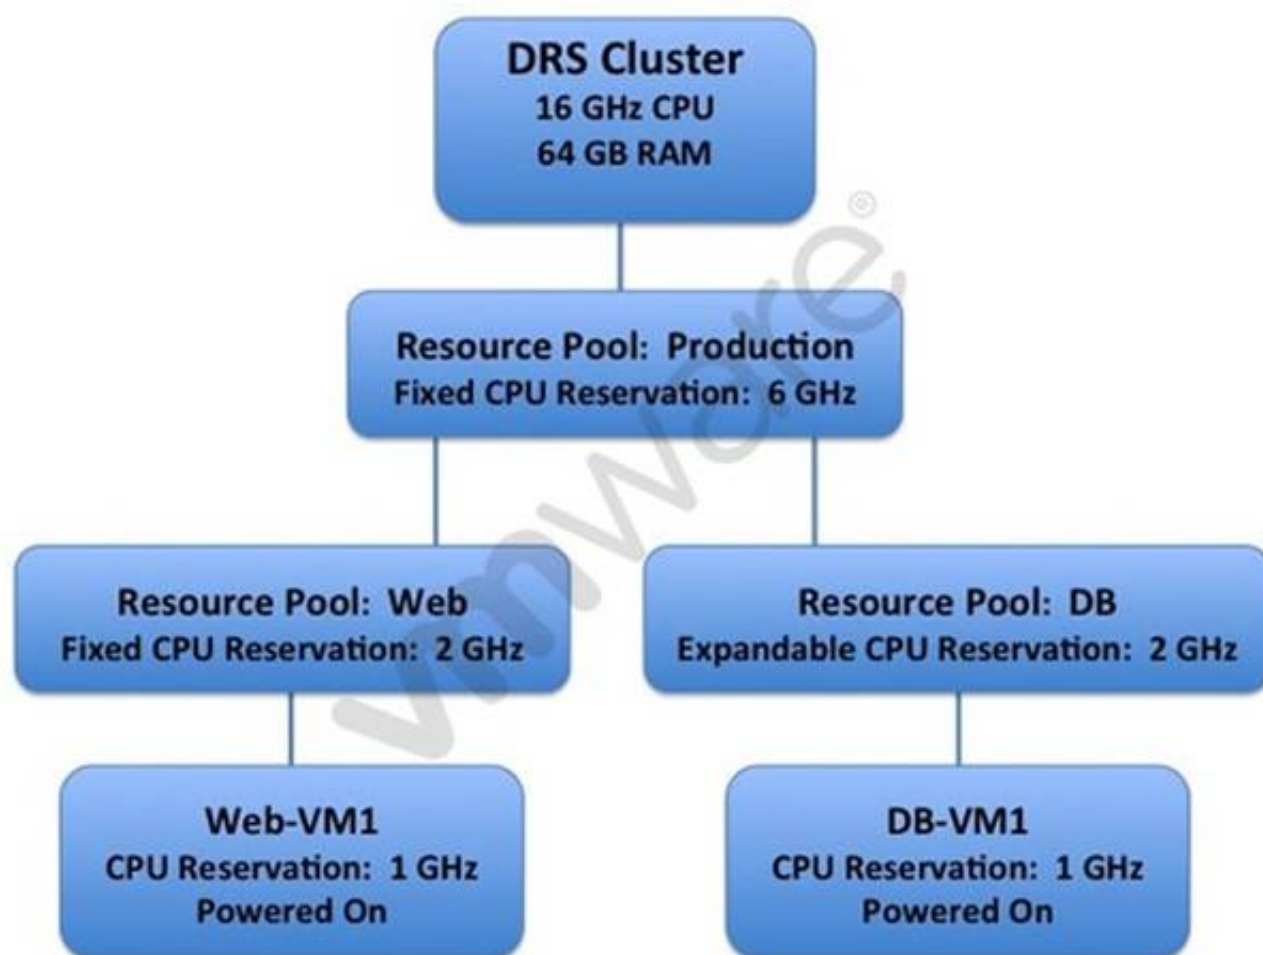 DRS Cluster
16 GHz CPU
64 GB RAM
Resource Pool: Production
Fixed CPU Reservation: 6 GHz
Resource Pool: Web
Fixed CPU Reservation: 2 GHz
Resource Pool: DB
Expandable CPU Reservation: 2 GHz
Web-VM1
CPU Reservation: 1 GHz
Powered On
DB-VM1
CPU Reservation: 1 GHz
Powered On
vmware®